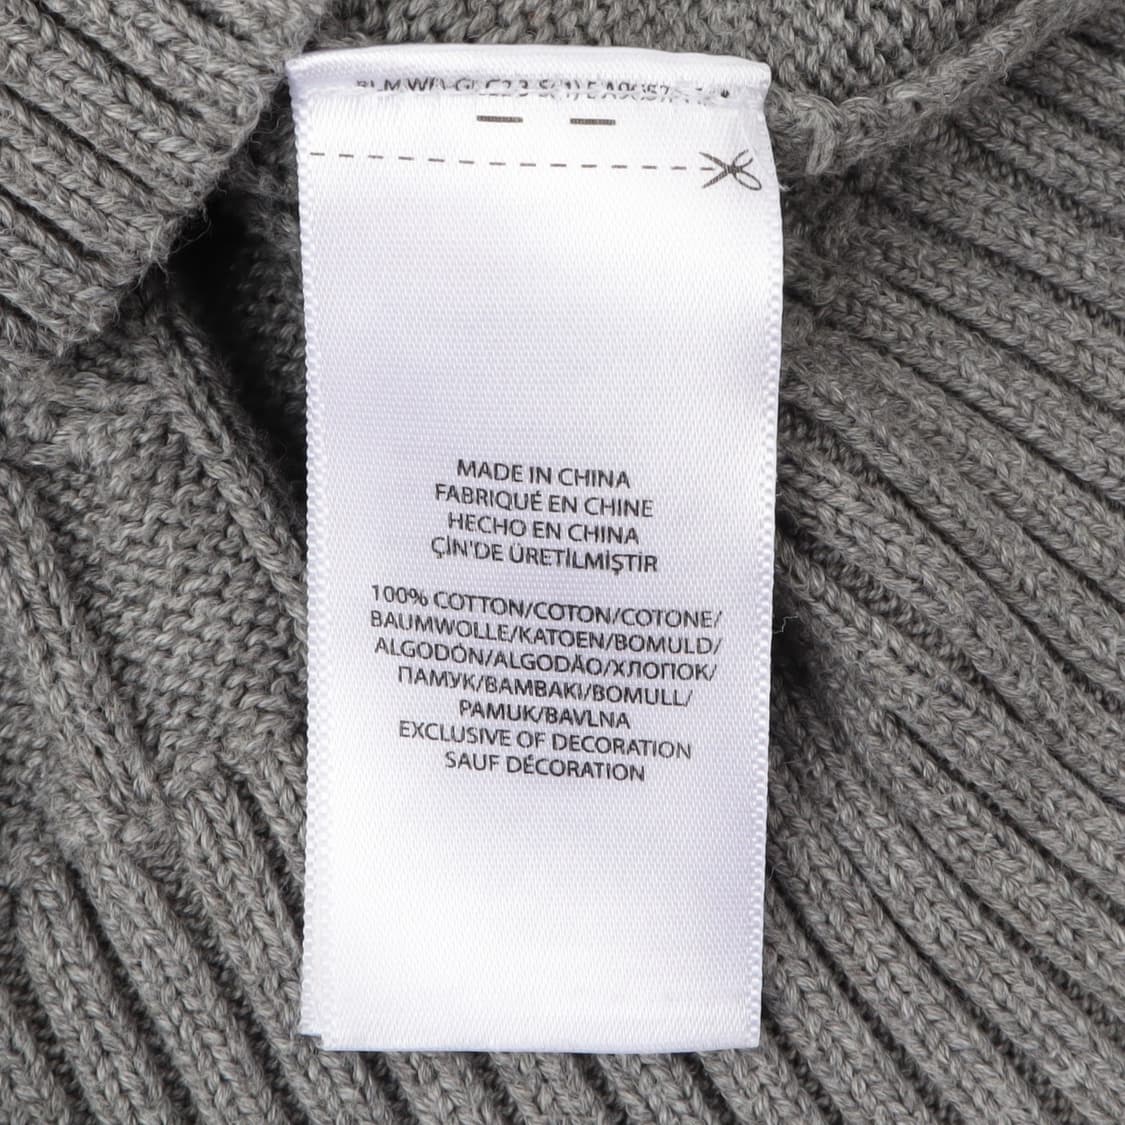 MADE IN CHINA
FABRIQUÉ EN CHINE
HECHO EN CHINA
ÇİN'DE ÜRETİLMİŞTİR
100% COTTON/COTON/COTONE/
BAUMWOLLE/KATOEN/BOMULD/
ALGODÓN/ALGODÃO/ХЛОПОК/
ПАМУК/ΒΑΜΒΑΚΙ/BOMULL/
PAMUK/BAVLNA
EXCLUSIVE OF DECORATION
SAUF DÉCORATION